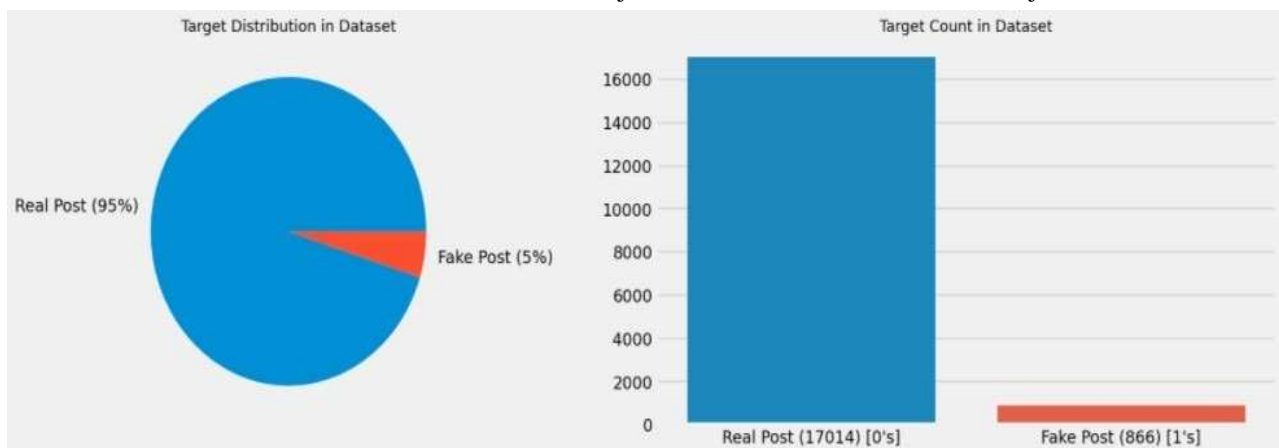 Target Distribution in Dataset
Real Post (95%)
Fake Post (5%)
Target Count in Dataset
16000
14000
12000
10000
8000
6000
4000
2000
0
Real Post (17014) [0's]
Fake Post (866) [1's]